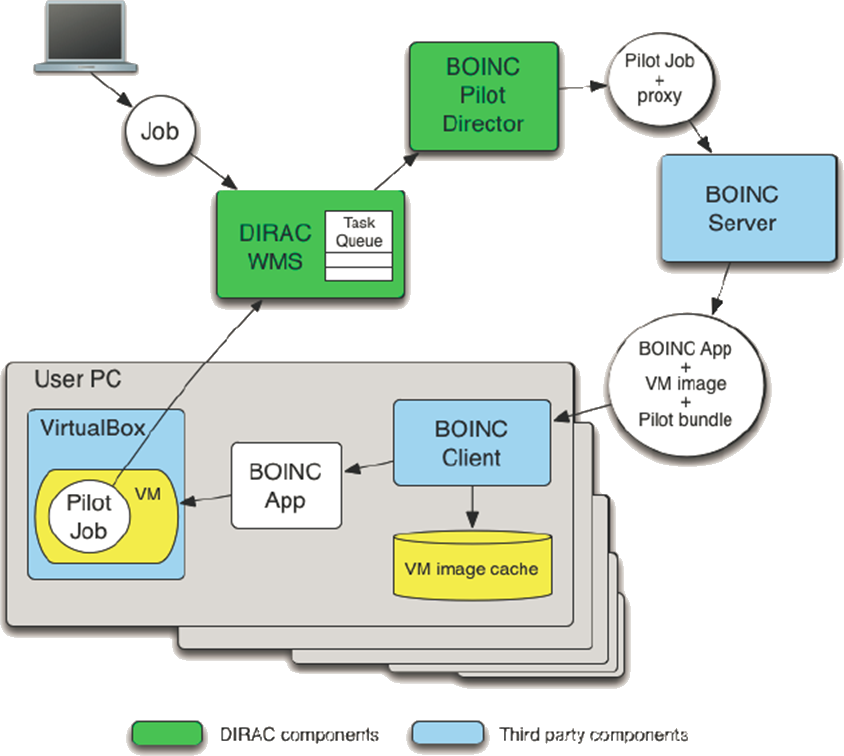 Job
DIRAC
WMS
Task
Queue
BOINC
Pilot
Director
Pilot Job
+
proxy
BOINC
Server
BOINC App
+
VM image
+
Pilot bundle
User PC
VirtualBox
VM
Pilot
Job
BOINC
App
BOINC
Client
VM image cache
DIRAC components
Third party components